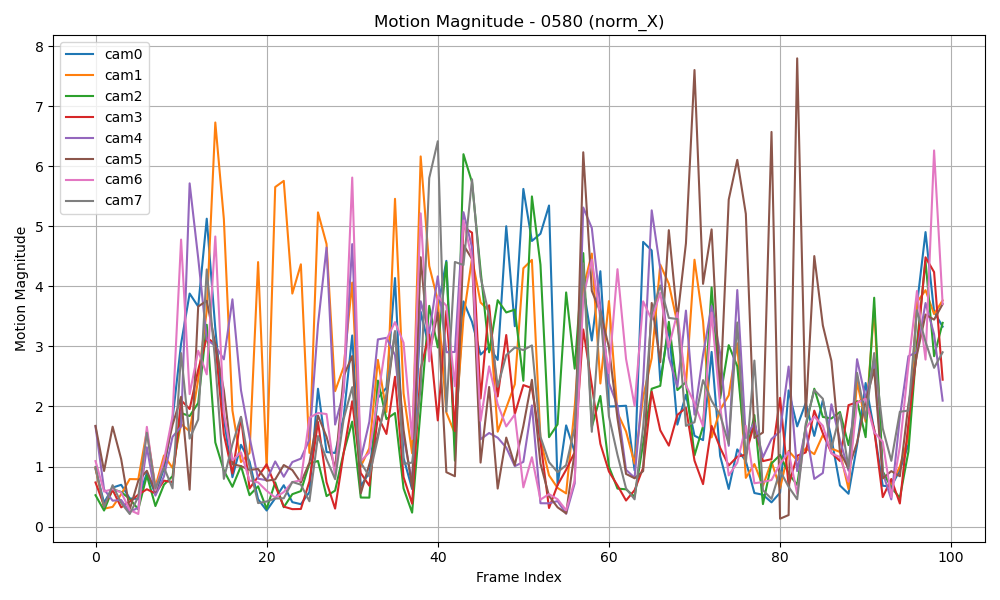 Motion Magnitude - 0580 (norm_X)
8
7
6
5
4
3
2
1
0
Motion Magnitude
cam0
cam1
cam2
cam3
cam4
cam5
cam6
cam7
0
20
40
60
80
100
Frame Index